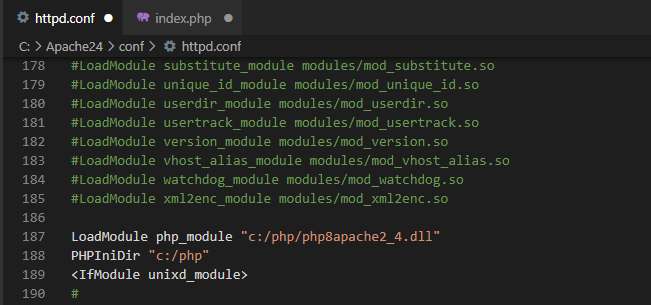 httpd.conf index.php
C: > Apache24 > conf > httpd.conf
178 #LoadModule substitute_module modules/mod_substitute.so
179 #LoadModule unique_id_module modules/mod_unique_id.so
180 #LoadModule userdir_module modules/mod_userdir.so
181 #LoadModule usertrack_module modules/mod_usertrack.so
182 #LoadModule version_module modules/mod_version.so
183 #LoadModule vhost_alias_module modules/mod_vhost_alias.so
184 #LoadModule watchdog_module modules/mod_watchdog.so
185 #LoadModule xml2enc_module modules/mod_xml2enc.so
186
187 LoadModule php_module "c:/php/php8apache2_4.dll"
188 PHPIniDir "c:/php"
189 <IfModule unixd_module>
190 #